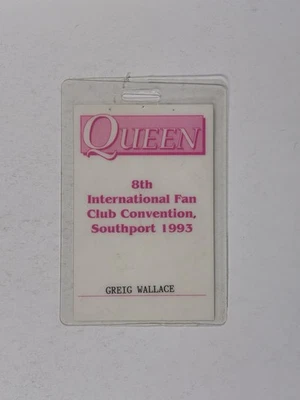 QUEEN
8th
International Fan
Club Convention,
Southport 1993
GREIG WALLACE